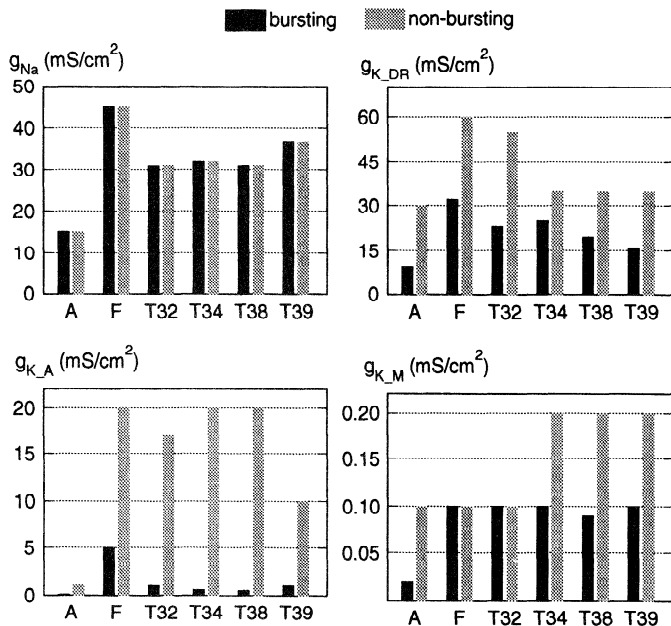 bursting non-bursting
g_Na (mS/cm²)
50
40
30
20
10
0
A F T32 T34 T38 T39
g_K_DR (mS/cm²)
60
45
30
15
0
A F T32 T34 T38 T39
g_K_A (mS/cm²)
20
15
10
5
0
A F T32 T34 T38 T39
g_K_M (mS/cm²)
0.20
0.15
0.10
0.05
A F T32 T34 T38 T39